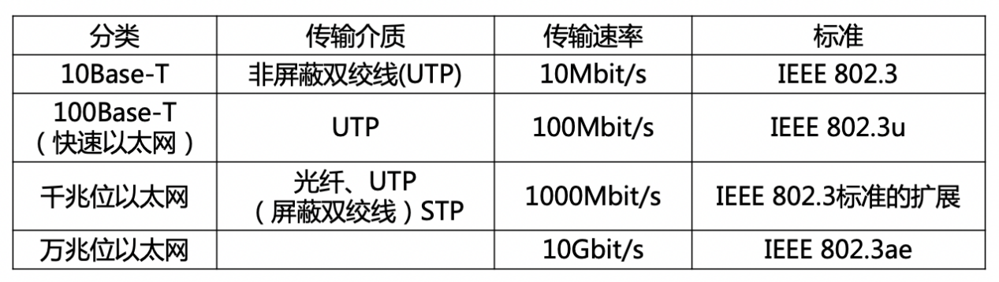 分类 传输介质 传输速率 标准
10Base-T 非屏蔽双绞线(UTP) 10Mbit/s IEEE 802.3
100Base-T
（快速以太网） UTP 100Mbit/s IEEE 802.3u
千兆位以太网 光纤、UTP
（屏蔽双绞线）STP 1000Mbit/s IEEE 802.3标准的扩展
万兆位以太网 10Gbit/s IEEE 802.3ae